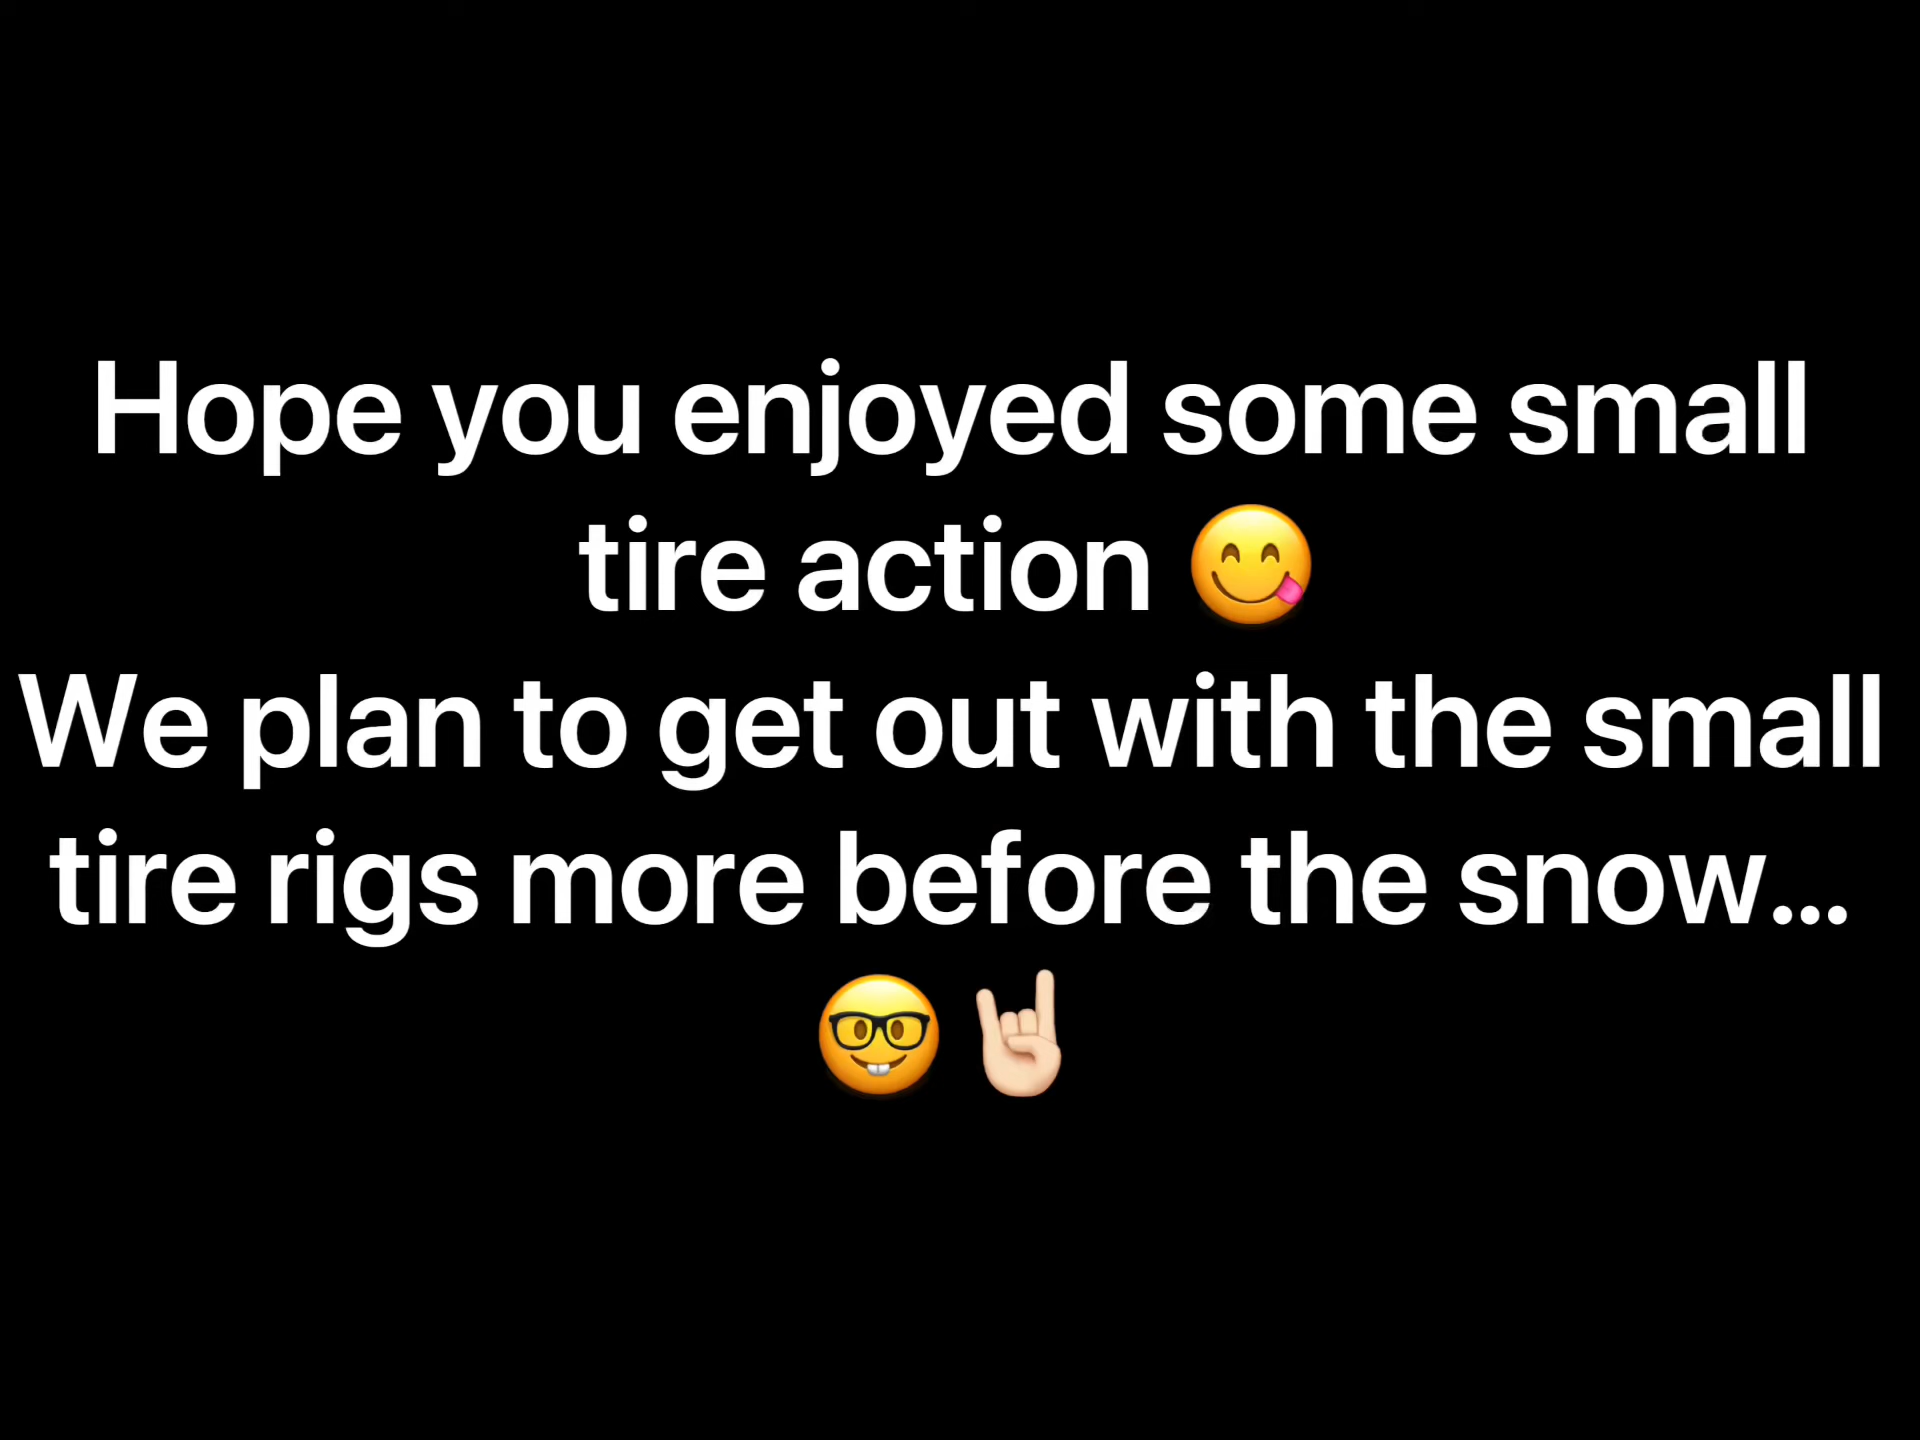 Hope you enjoyed some small
tire action 😋
We plan to get out with the small
tire rigs more before the snow...
🤓 🤘🏻